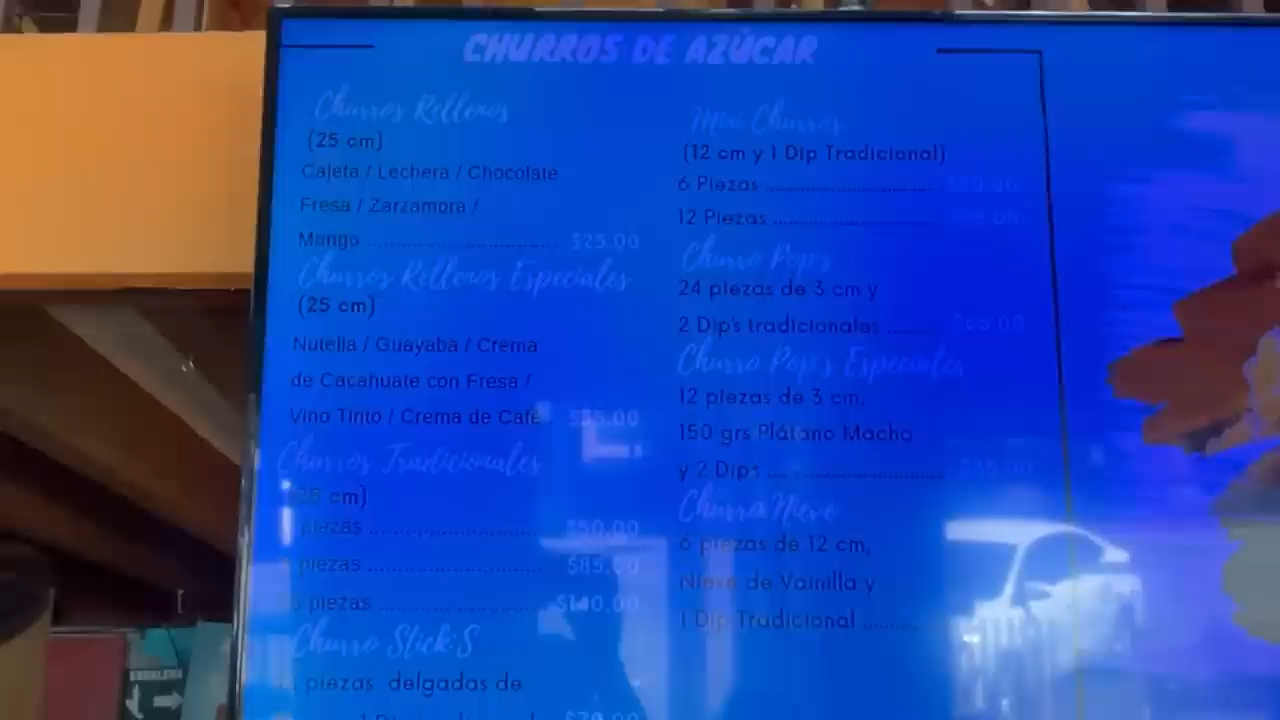 CHURROS DE AZÚCAR
Churros Rellenos
(25 cm)
Cajeta / Lechera / Chocolate
Fresa / Zarzamora /
Mango ........ $25.00
Churros Rellenos Especiales
(25 cm)
Nutella / Guayaba / Crema
de Cacahuate con Fresa /
Vino Tinto / Crema de Café.
Churros Tradicionales
25 cm)
piezas ........ $50.00
piezas ........ $85.00
piezas ........ $140.00
Churro Stick'S
piezas delgadas de
$70.00
Mini Churros
(12 cm y 1 Dip Tradicional)
6 Piezas ........
12 Piezas ........
Churro Pop's
24 piezas de 3 cm y
2 Dip's tradicionales ........
Churro Pop's Especiales
12 piezas de 3 cm,
150 grs Plátano Macho
y 2 Dips ........
Churro Nieve
6 piezas de 12 cm,
Nieve de Vainilla y
1 Dip Tradicional ........